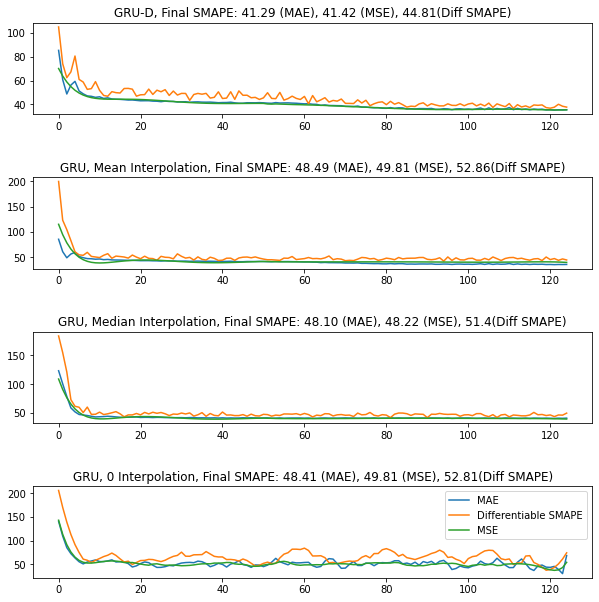 GRU-D, Final SMAPE: 41.29 (MAE), 41.42 (MSE), 44.81(Diff SMAPE)
100
80
60
40
0 20 40 60 80 100 120
GRU, Mean Interpolation, Final SMAPE: 48.49 (MAE), 49.81 (MSE), 52.86(Diff SMAPE)
200
150
100
50
0 20 40 60 80 100 120
GRU, Median Interpolation, Final SMAPE: 48.10 (MAE), 48.22 (MSE), 51.4(Diff SMAPE)
150
100
50
0 20 40 60 80 100 120
GRU, 0 Interpolation, Final SMAPE: 48.41 (MAE), 49.81 (MSE), 52.81(Diff SMAPE)
200
150
100
50
MAE
Differentiable SMAPE
MSE
0 20 40 60 80 100 120